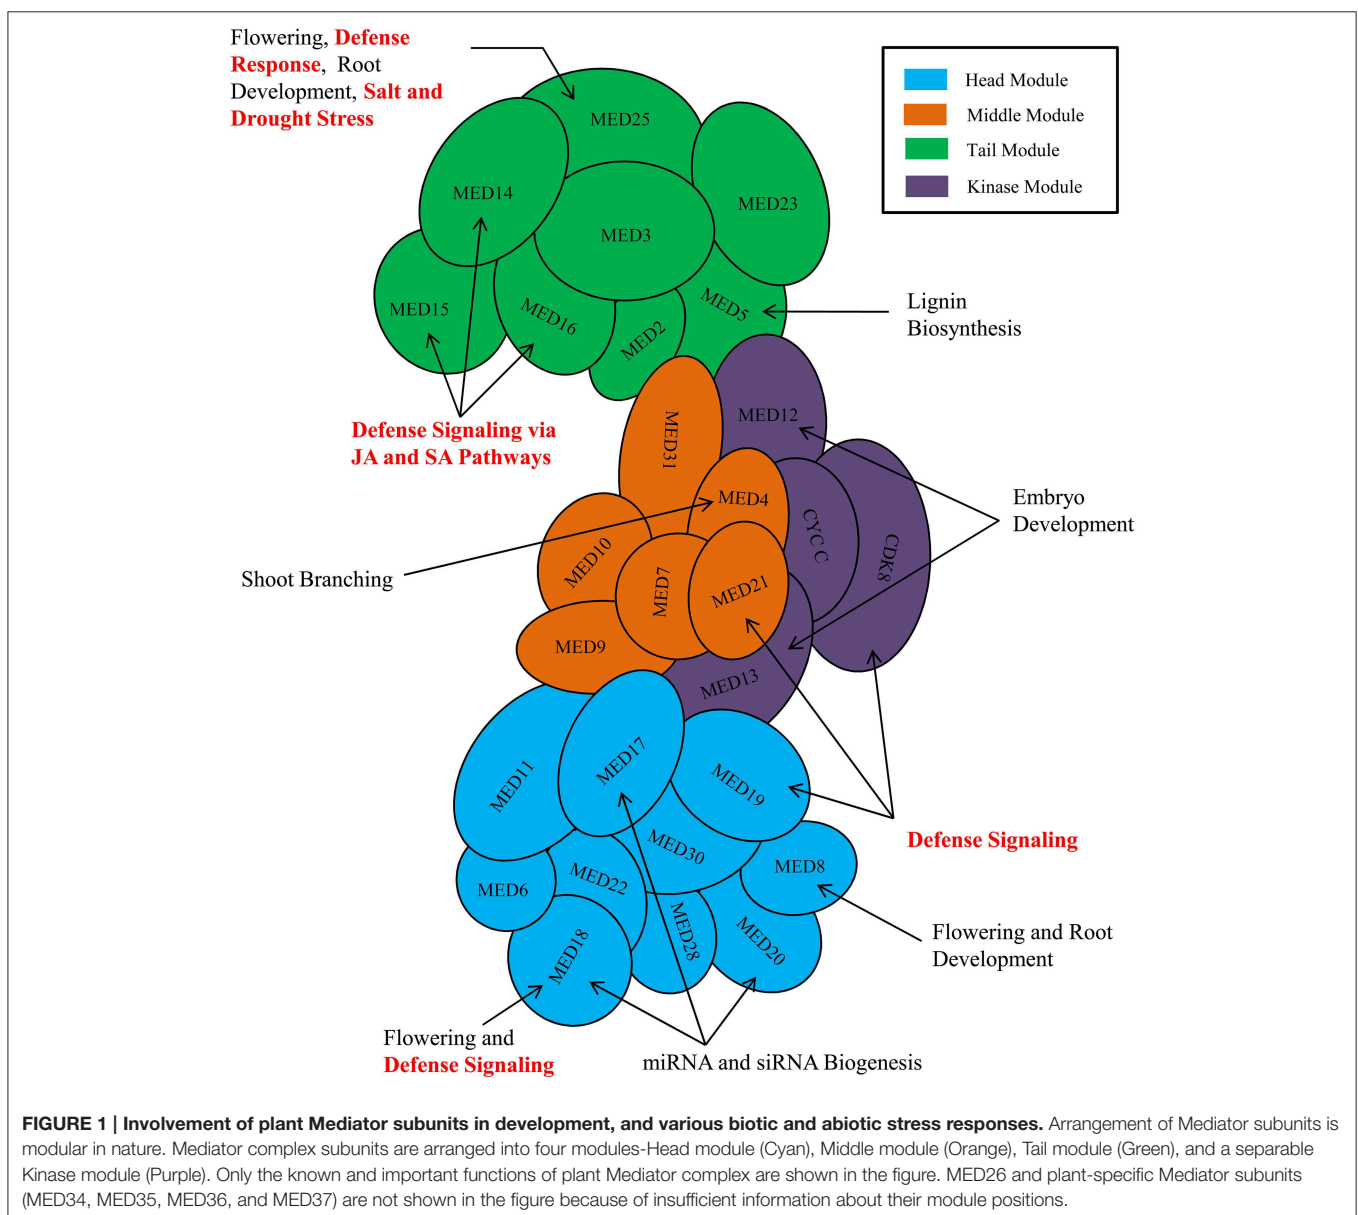 Flowering, Defense
Response, Root
Development, Salt and
Drought Stress
Head Module
Middle Module
Tail Module
Kinase Module
MED25
MED14
MED23
MED3
MED15
MED16
MED2
MED5
Lignin
Biosynthesis
Defense Signaling via
JA and SA Pathways
MED12
MED31
MED4
CYC C
CDK8
Embryo
Development
Shoot Branching
MED10
MED7
MED21
MED9
MED13
MED11
MED17
MED19
Defense Signaling
MED30
MED8
MED6
MED22
MED18
MED28
MED20
Flowering and Root
Development
Flowering and
Defense Signaling
miRNA and siRNA Biogenesis
FIGURE 1 | Involvement of plant Mediator subunits in development, and various biotic and abiotic stress responses. Arrangement of Mediator subunits is
modular in nature. Mediator complex subunits are arranged into four modules-Head module (Cyan), Middle module (Orange), Tail module (Green), and a separable
Kinase module (Purple). Only the known and important functions of plant Mediator complex are shown in the figure. MED26 and plant-specific Mediator subunits
(MED34, MED35, MED36, and MED37) are not shown in the figure because of insufficient information about their module positions.